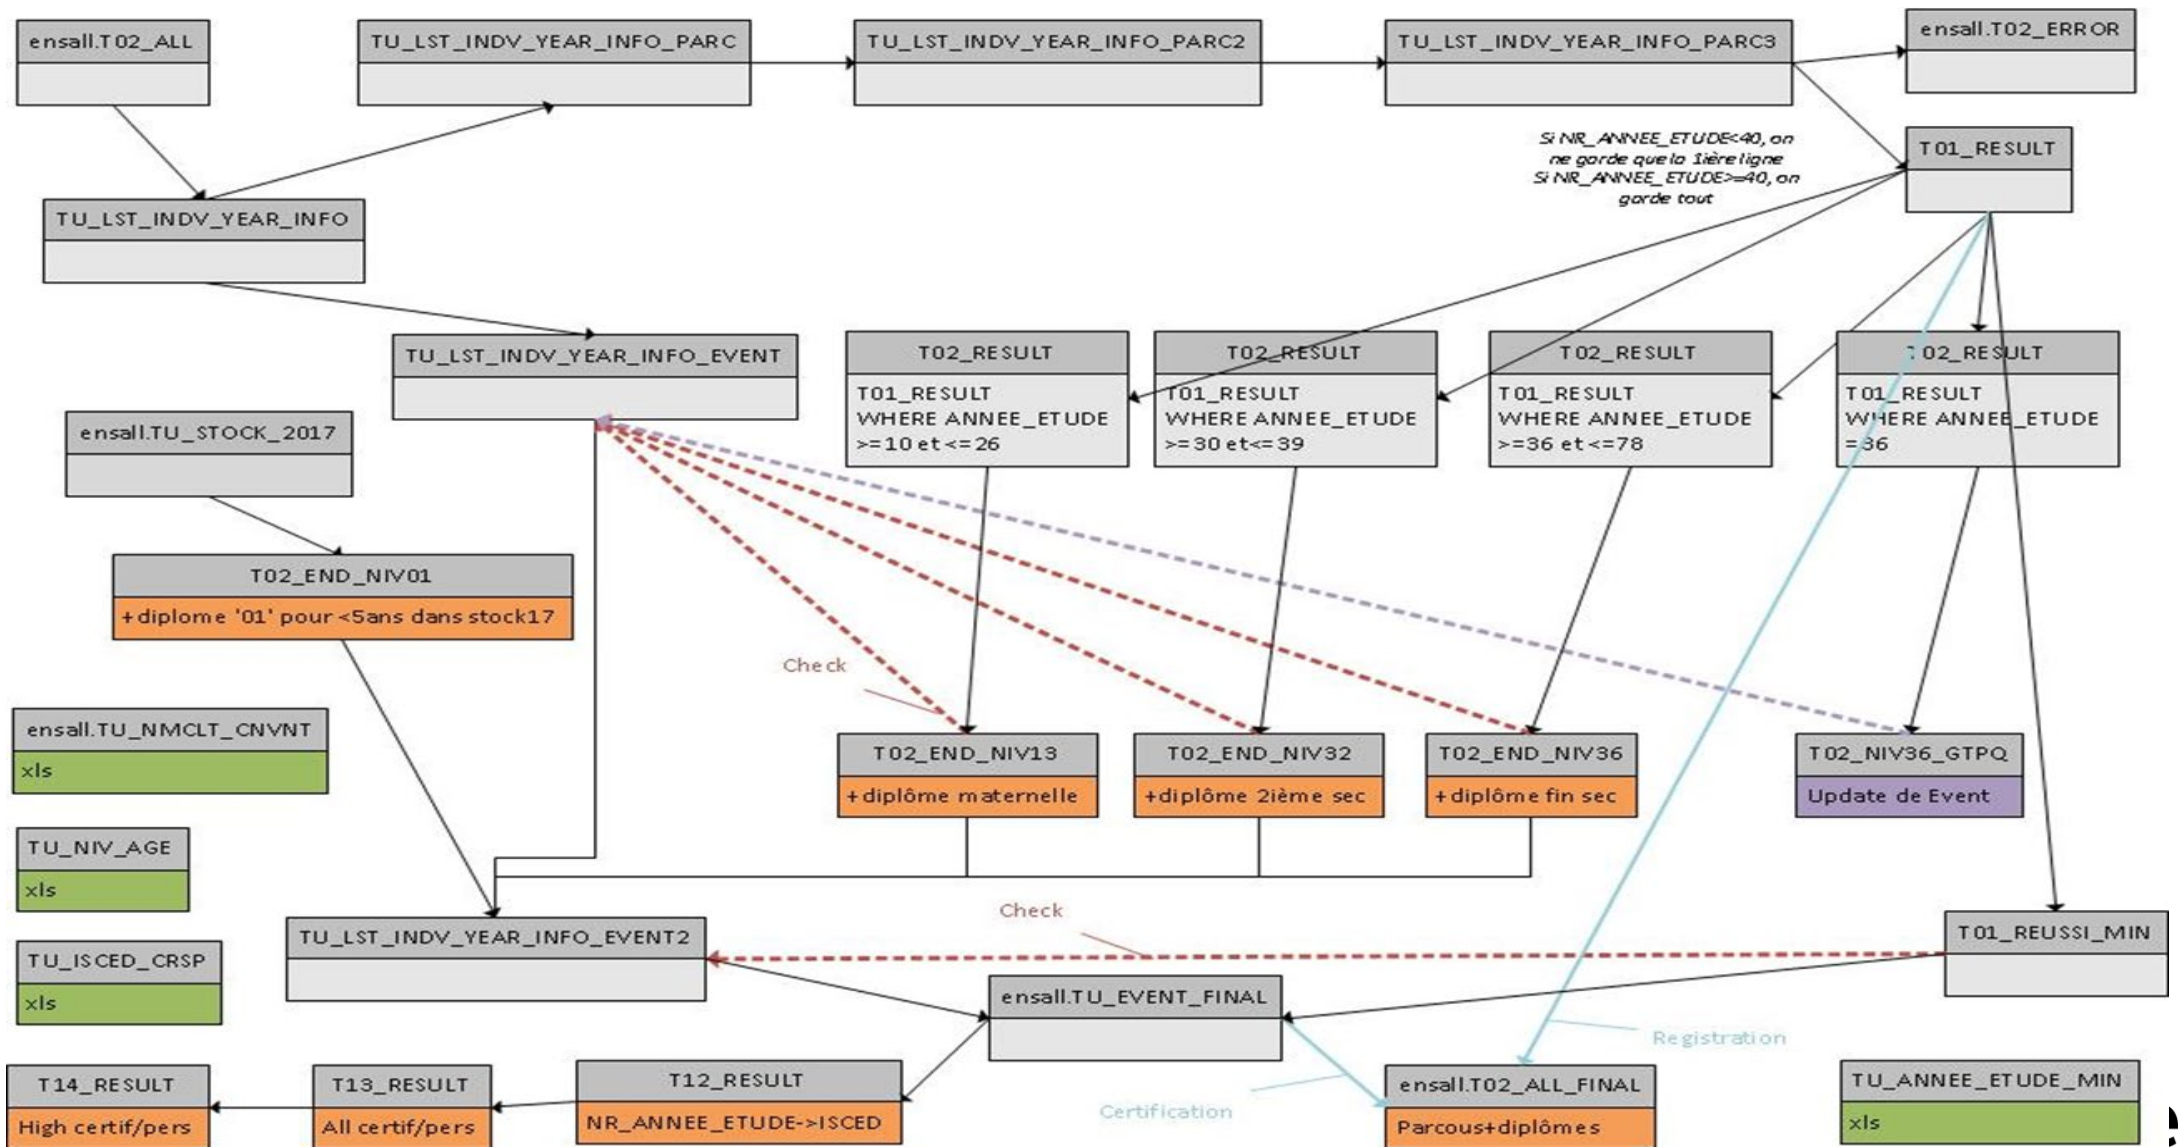 ensall.T02_ALL
TU_LST_INDV_YEAR_INFO_PARC
TU_LST_INDV_YEAR_INFO_PARC2
TU_LST_INDV_YEAR_INFO_PARC3
ensall.T02_ERROR
Si NR_ANNEE_ETUDE<40, on
ne garde que la 1ière ligne
Si NR_ANNEE_ETUDE>=40, on
garde tout
T01_RESULT
TU_LST_INDV_YEAR_INFO
TU_LST_INDV_YEAR_INFO_EVENT
T02_RESULT
T01_RESULT
WHERE ANNEE_ETUDE
>=10 et <=26
T02_RESULT
T01_RESULT
WHERE ANNEE_ETUDE
>=30 et<=39
T02_RESULT
T01_RESULT
WHERE ANNEE_ETUDE
>=36 et <=78
T02_RESULT
T01_RESULT
WHERE ANNEE_ETUDE
=36
ensall.TU_STOCK_2017
T02_END_NIV01
+diplome '01' pour <5ans dans stock17
Check
ensall.TU_NMCLT_CNVNT
xls
T02_END_NIV13
+diplôme maternelle
T02_END_NIV32
+diplôme 2ième sec
T02_END_NIV36
+diplôme fin sec
T02_NIV36_GTPQ
Update de Event
TU_NIV_AGE
xls
Check
TU_LST_INDV_YEAR_INFO_EVENT2
T01_REUSSI_MIN
TU_ISCED_CRSP
xls
ensall.TU_EVENT_FINAL
Registration
T14_RESULT
High certif/pers
T13_RESULT
All certif/pers
T12_RESULT
NR_ANNEE_ETUDE->ISCED
Certification
ensall.T02_ALL_FINAL
Parcous+diplômes
TU_ANNEE_ETUDE_MIN
xls